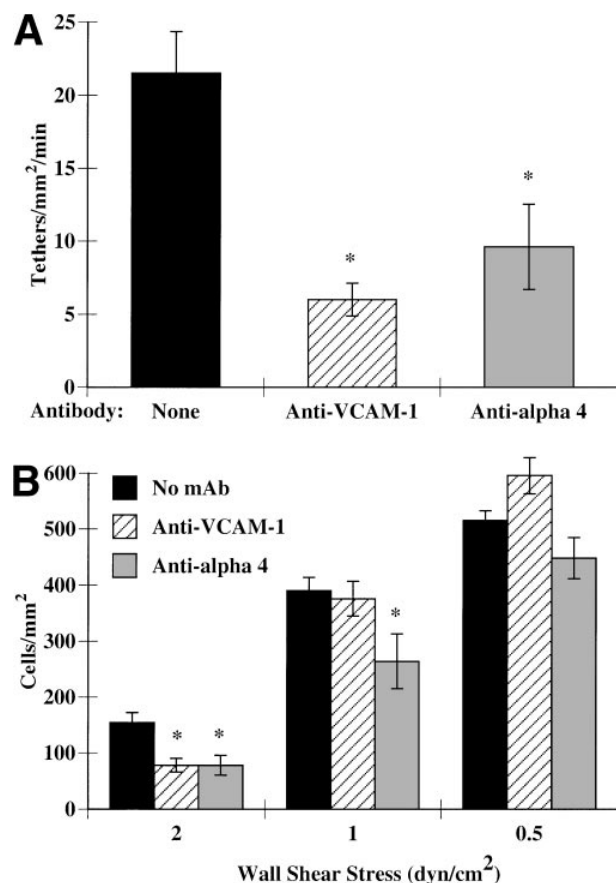 A
25
20
15
10
5
0
Tethers/mm²/min
*
*
Antibody: None Anti-VCAM-1 Anti-alpha 4
B
600
500
400
300
200
100
0
Cells/mm²
No mAb
Anti-VCAM-1
Anti-alpha 4
*
* *
2 1 0.5
Wall Shear Stress (dyn/cm²)